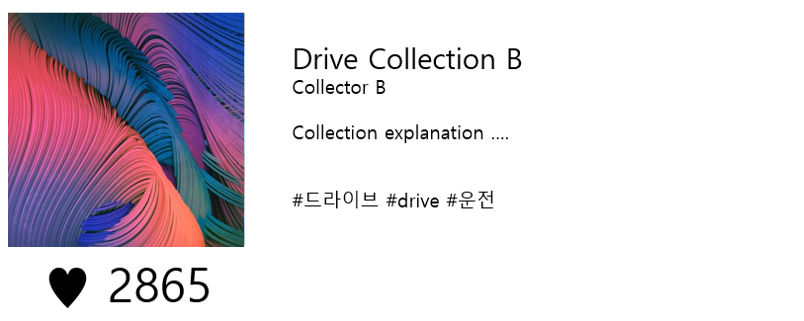 Drive Collection B
Collector B
Collection explanation ....
#드라이브 #drive #운전
♥ 2865